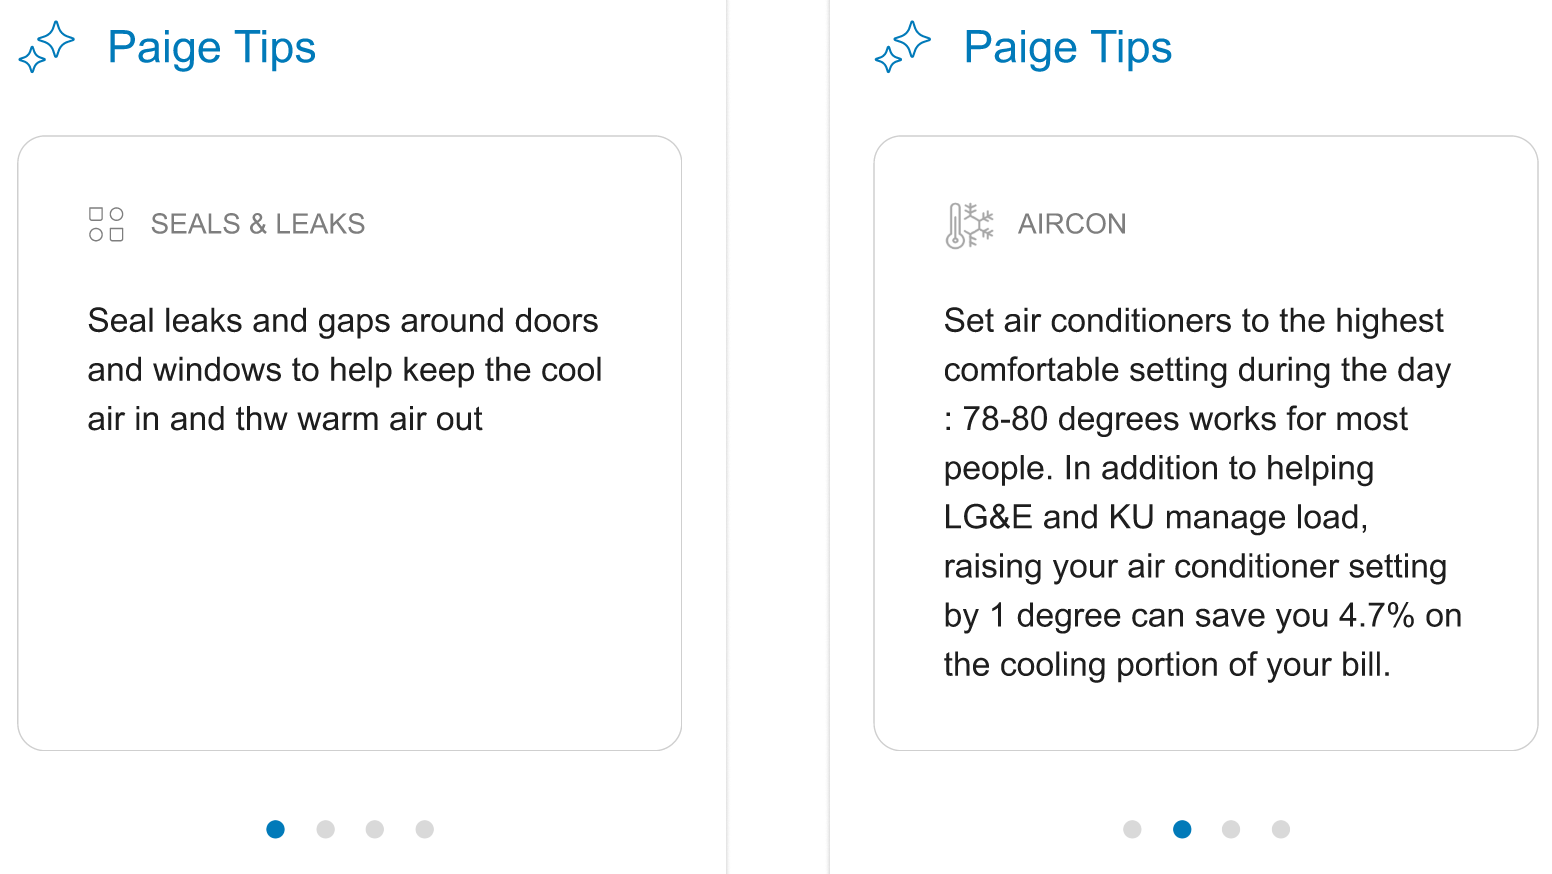 Paige Tips
SEALS & LEAKS
Seal leaks and gaps around doors
and windows to help keep the cool
air in and thw warm air out
Paige Tips
AIRCON
Set air conditioners to the highest
comfortable setting during the day
: 78-80 degrees works for most
people. In addition to helping
LG&E and KU manage load,
raising your air conditioner setting
by 1 degree can save you 4.7% on
the cooling portion of your bill.